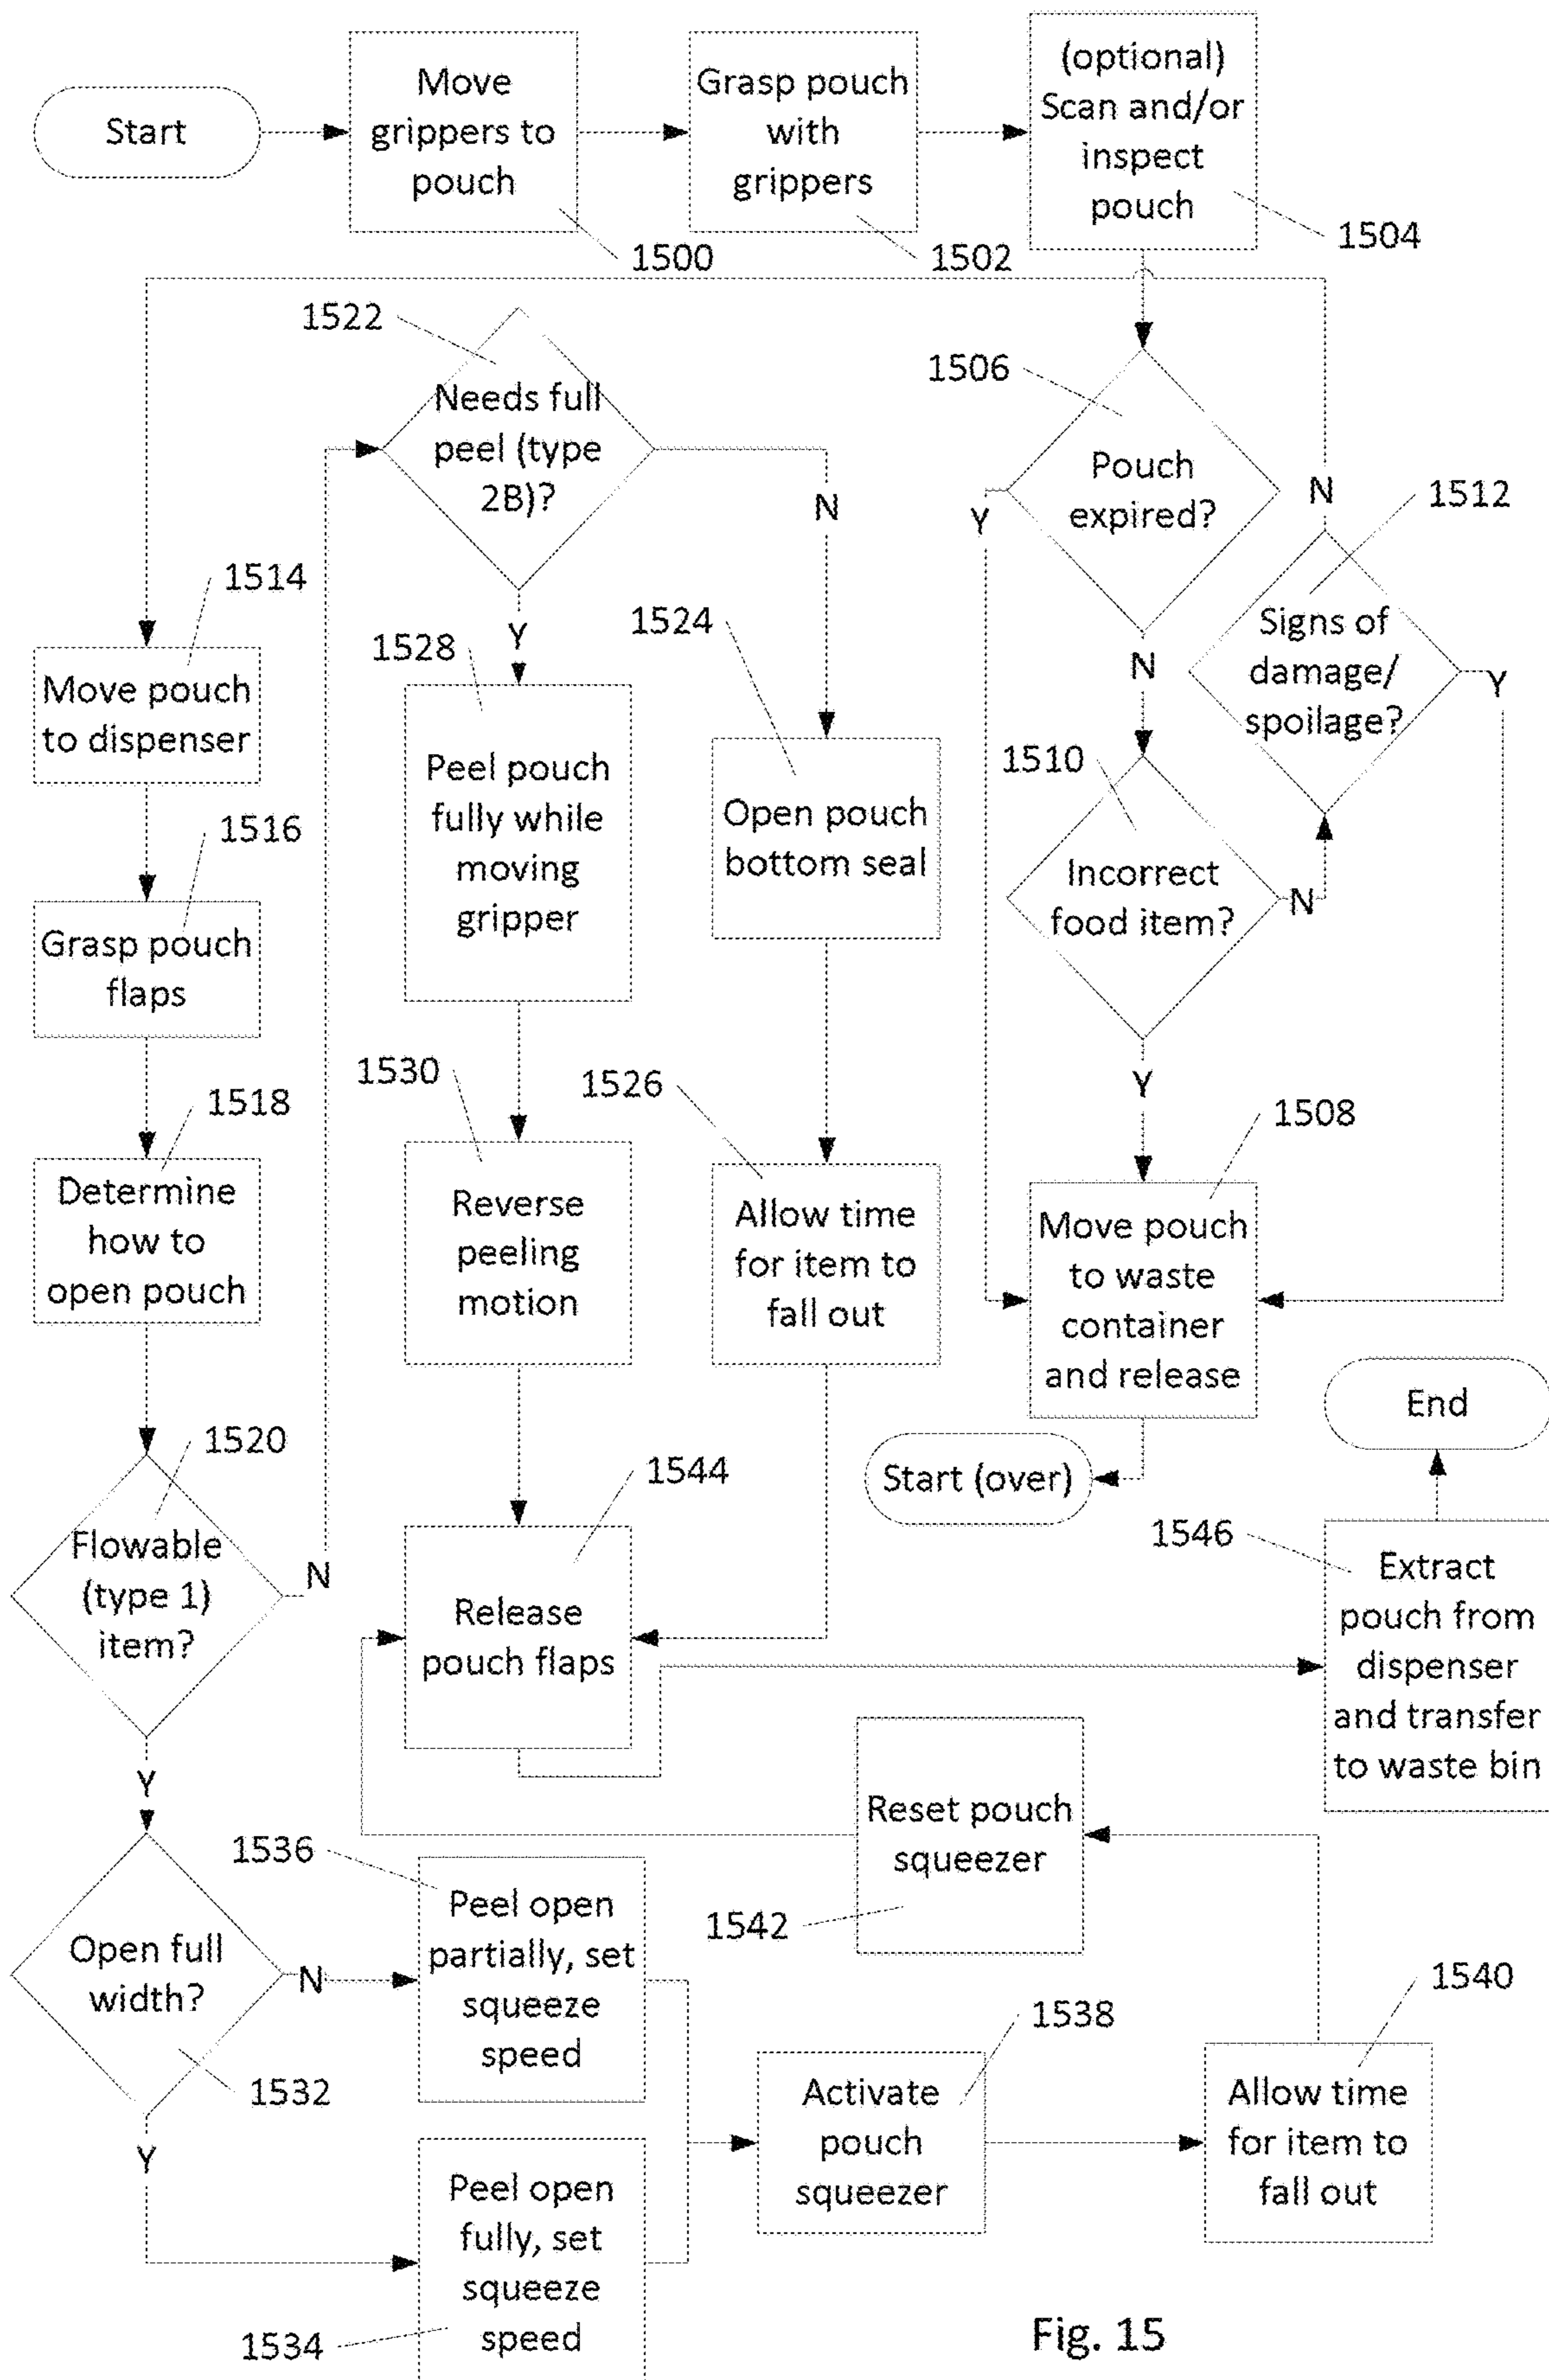 Start
Move
grippers to
pouch
1500
Grasp pouch
with
grippers
1502
(optional)
Scan and/or
inspect
pouch
1504
1506
Pouch
expired?
Y
N
1510
Incorrect
food item?
N
Y
1512
Signs of
damage/
spoilage?
N
Y
1508
Move pouch
to waste
container
and release
Start (over)
1514
Move pouch
to dispenser
1516
Grasp pouch
flaps
1518
Determine
how to
open pouch
1520
Flowable
(type 1)
item?
N
Y
1522
Needs full
peel (type
2B)?
N
Y
1524
Open pouch
bottom seal
1526
Allow time
for item to
fall out
1528
Peel pouch
fully while
moving
gripper
1530
Reverse
peeling
motion
1544
Release
pouch flaps
1532
Open full
width?
N
Y
1536
Peel open
partially, set
squeeze
speed
1534
Peel open
fully, set
squeeze
speed
1538
Activate
pouch
squeezer
1540
Allow time
for item to
fall out
1542
Reset pouch
squeezer
1546
Extract
pouch from
dispenser
and transfer
to waste bin
End
Fig. 15